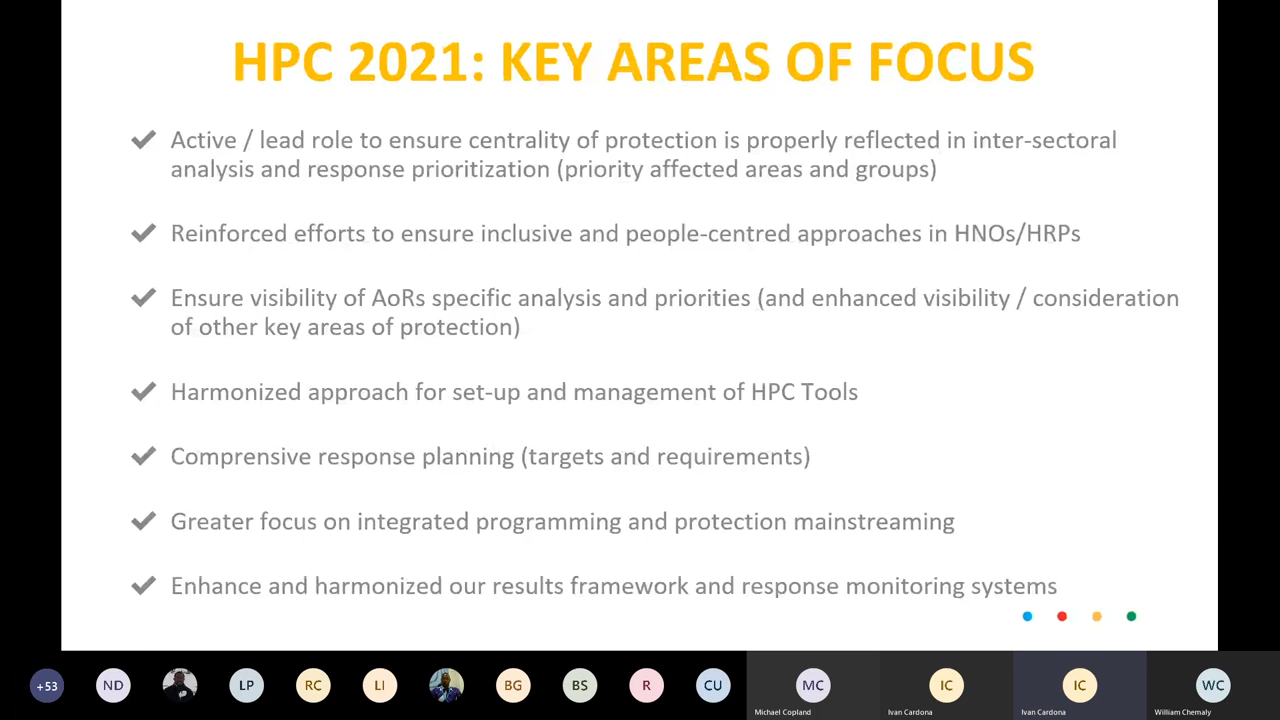 HPC 2021: KEY AREAS OF FOCUS
Active / lead role to ensure centrality of protection is properly reflected in inter-sectoral
analysis and response prioritization (priority affected areas and groups)
Reinforced efforts to ensure inclusive and people-centred approaches in HNOs/HRPs
Ensure visibility of AoRs specific analysis and priorities (and enhanced visibility / consideration
of other key areas of protection)
Harmonized approach for set-up and management of HPC Tools
Comprensive response planning (targets and requirements)
Greater focus on integrated programming and protection mainstreaming
Enhance and harmonized our results framework and response monitoring systems
+53 ND LP RC LI BG BS R CU MC IC IC WC
Michael Copland Ivan Cardona Ivan Cardona William Chemaly